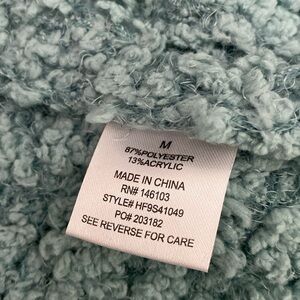 M
87%POLYESTER
13%ACRYLIC
MADE IN CHINA
RN# 146103
STYLE# HF9S41049
PO# 203182
SEE REVERSE FOR CARE